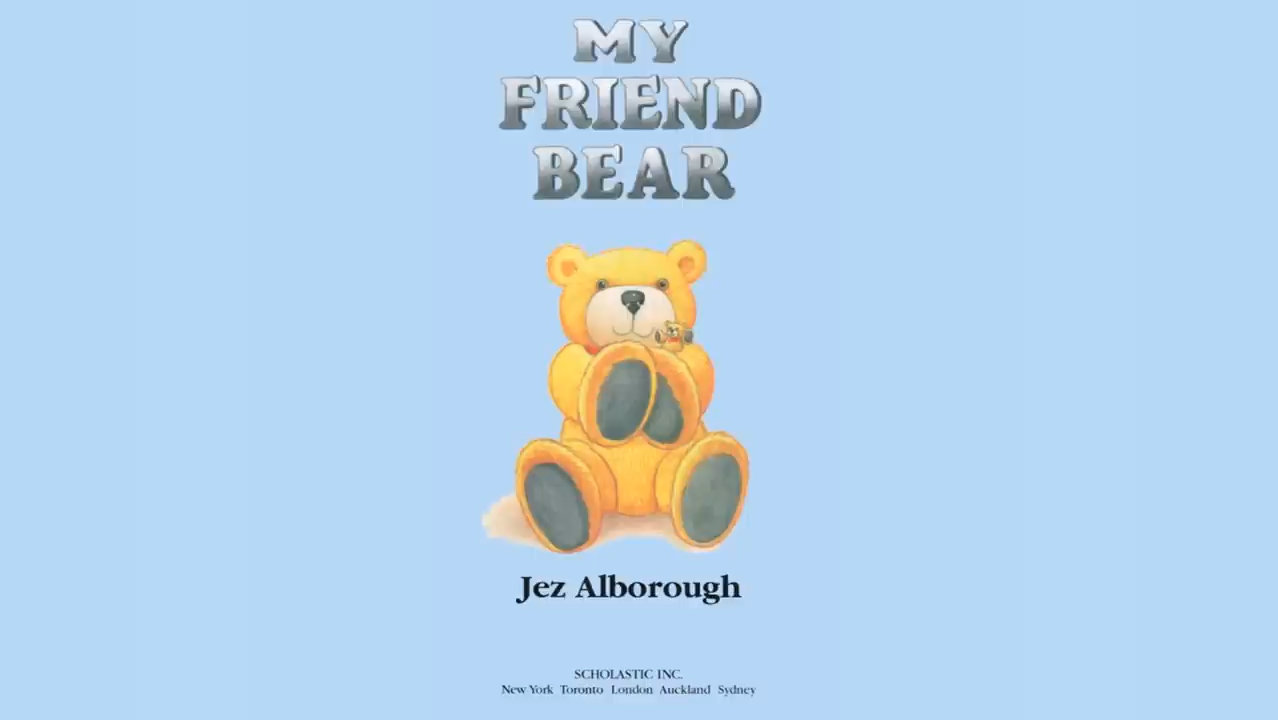 MY
FRIEND
BEAR
Jez Alborough
SCHOLASTIC INC.
New York Toronto London Auckland Sydney